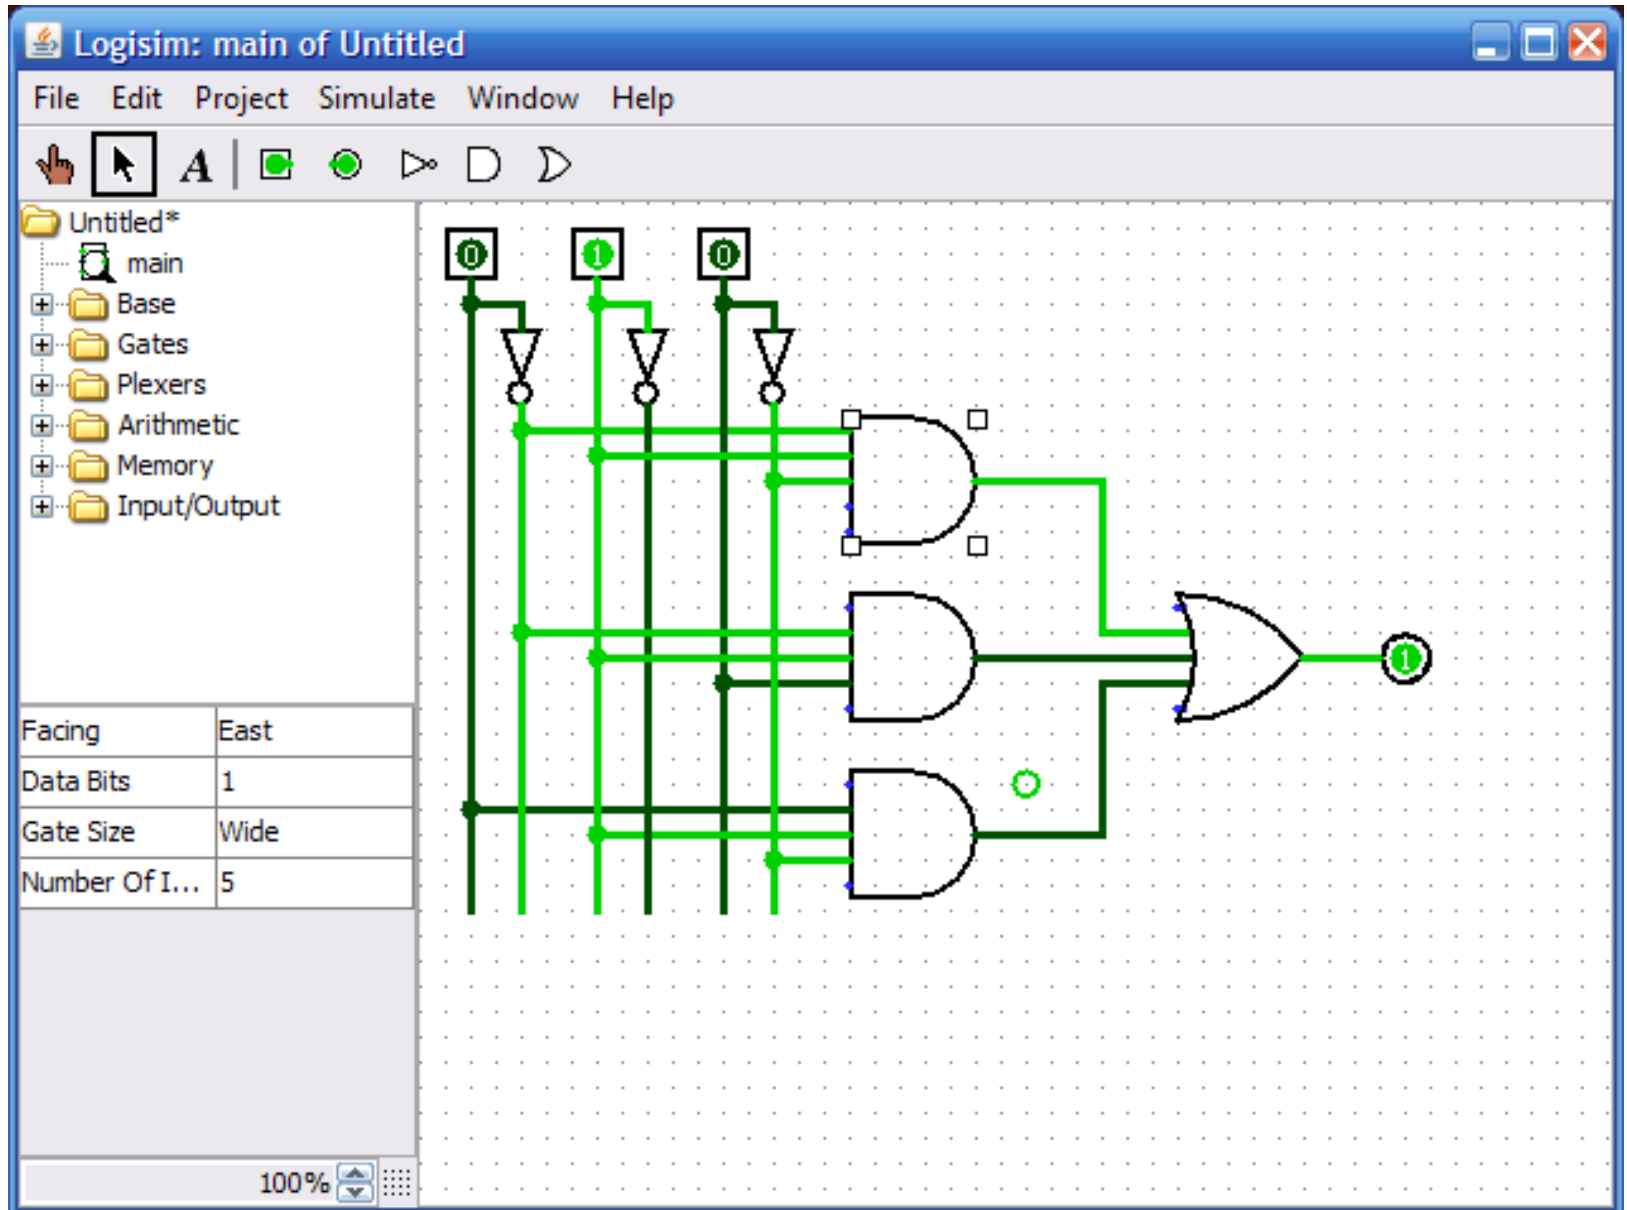 Logisim: main of Untitled
File Edit Project Simulate Window Help
A
Untitled*
main
Base
Gates
Plexers
Arithmetic
Memory
Input/Output
0 1 0
1
Facing East
Data Bits 1
Gate Size Wide
Number Of I... 5
100%